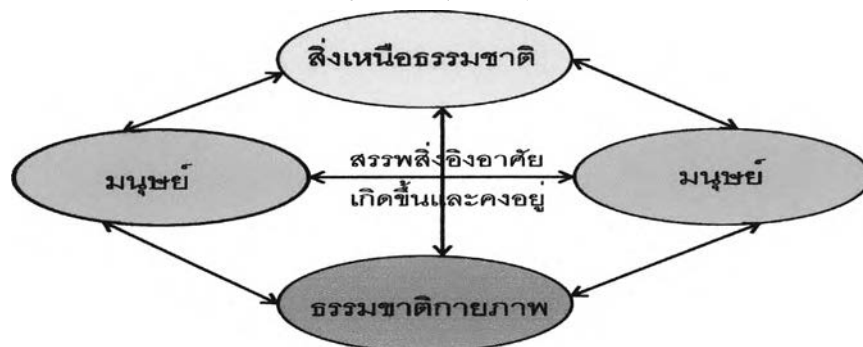 สิ่งเหนือธรรมชาติ
มนุษย์
สรรพสิ่งอิงอาศัย
เกิดขึ้นและคงอยู่
มนุษย์
ธรรมชาติกายภาพ